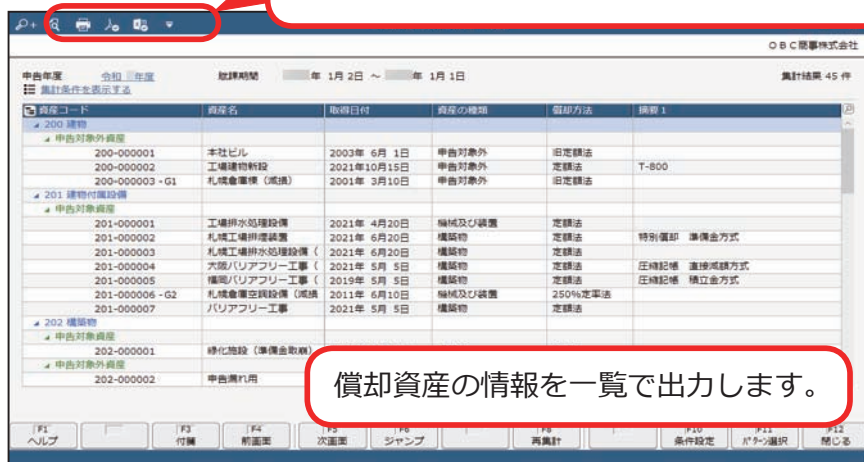 OBC商事株式会社
申告年度 令和 年度 賦課期間 年 1月 2日 ～ 年 1月 1日 集計結果 45 件
集計条件を表示する
資産コード 資産名 取得日付 資産の種類 償却方法 摘要1
200 建物
申告対象外資産
200-000001 本社ビル 2003年 6月 1日 申告対象外 旧定額法
200-000002 工場建物新設 2021年10月15日 申告対象外 定額法 T-800
200-000003 -G1 札幌倉庫棟（減損） 2001年 3月10日 申告対象外 旧定額法
201 建物付属設備
申告対象資産
201-000001 工場排水処理設備 2021年 4月20日 機械及び装置 定額法
201-000002 札幌工場排煙装置 2021年 6月20日 構築物 定額法 特別償却 準備金方式
201-000003 札幌工場排水処理設備（ 2021年 6月20日 構築物 定額法
201-000004 大阪バリアフリー工事（ 2021年 5月 5日 構築物 定額法 圧縮記帳 直接減額方式
201-000005 福岡バリアフリー工事（ 2019年 5月 5日 構築物 定額法 圧縮記帳 積立金方式
201-000006 -G2 札幌倉庫空調設備（減損 2011年 6月10日 機械及び装置 250%定率法
201-000007 バリアフリー工事 2021年 5月 5日 構築物 定額法
202 構築物
申告対象資産
202-000001 緑化施設（準備金取崩）
申告対象外資産
202-000002 申告漏れ用
償却資産の情報を一覧で出力します。
F1 F3 F4 F5 F6 F8 F10 F11 F12
ヘルプ 付箋 前画面 次画面 ジャンプ 再集計 条件設定 パターン選択 閉じる